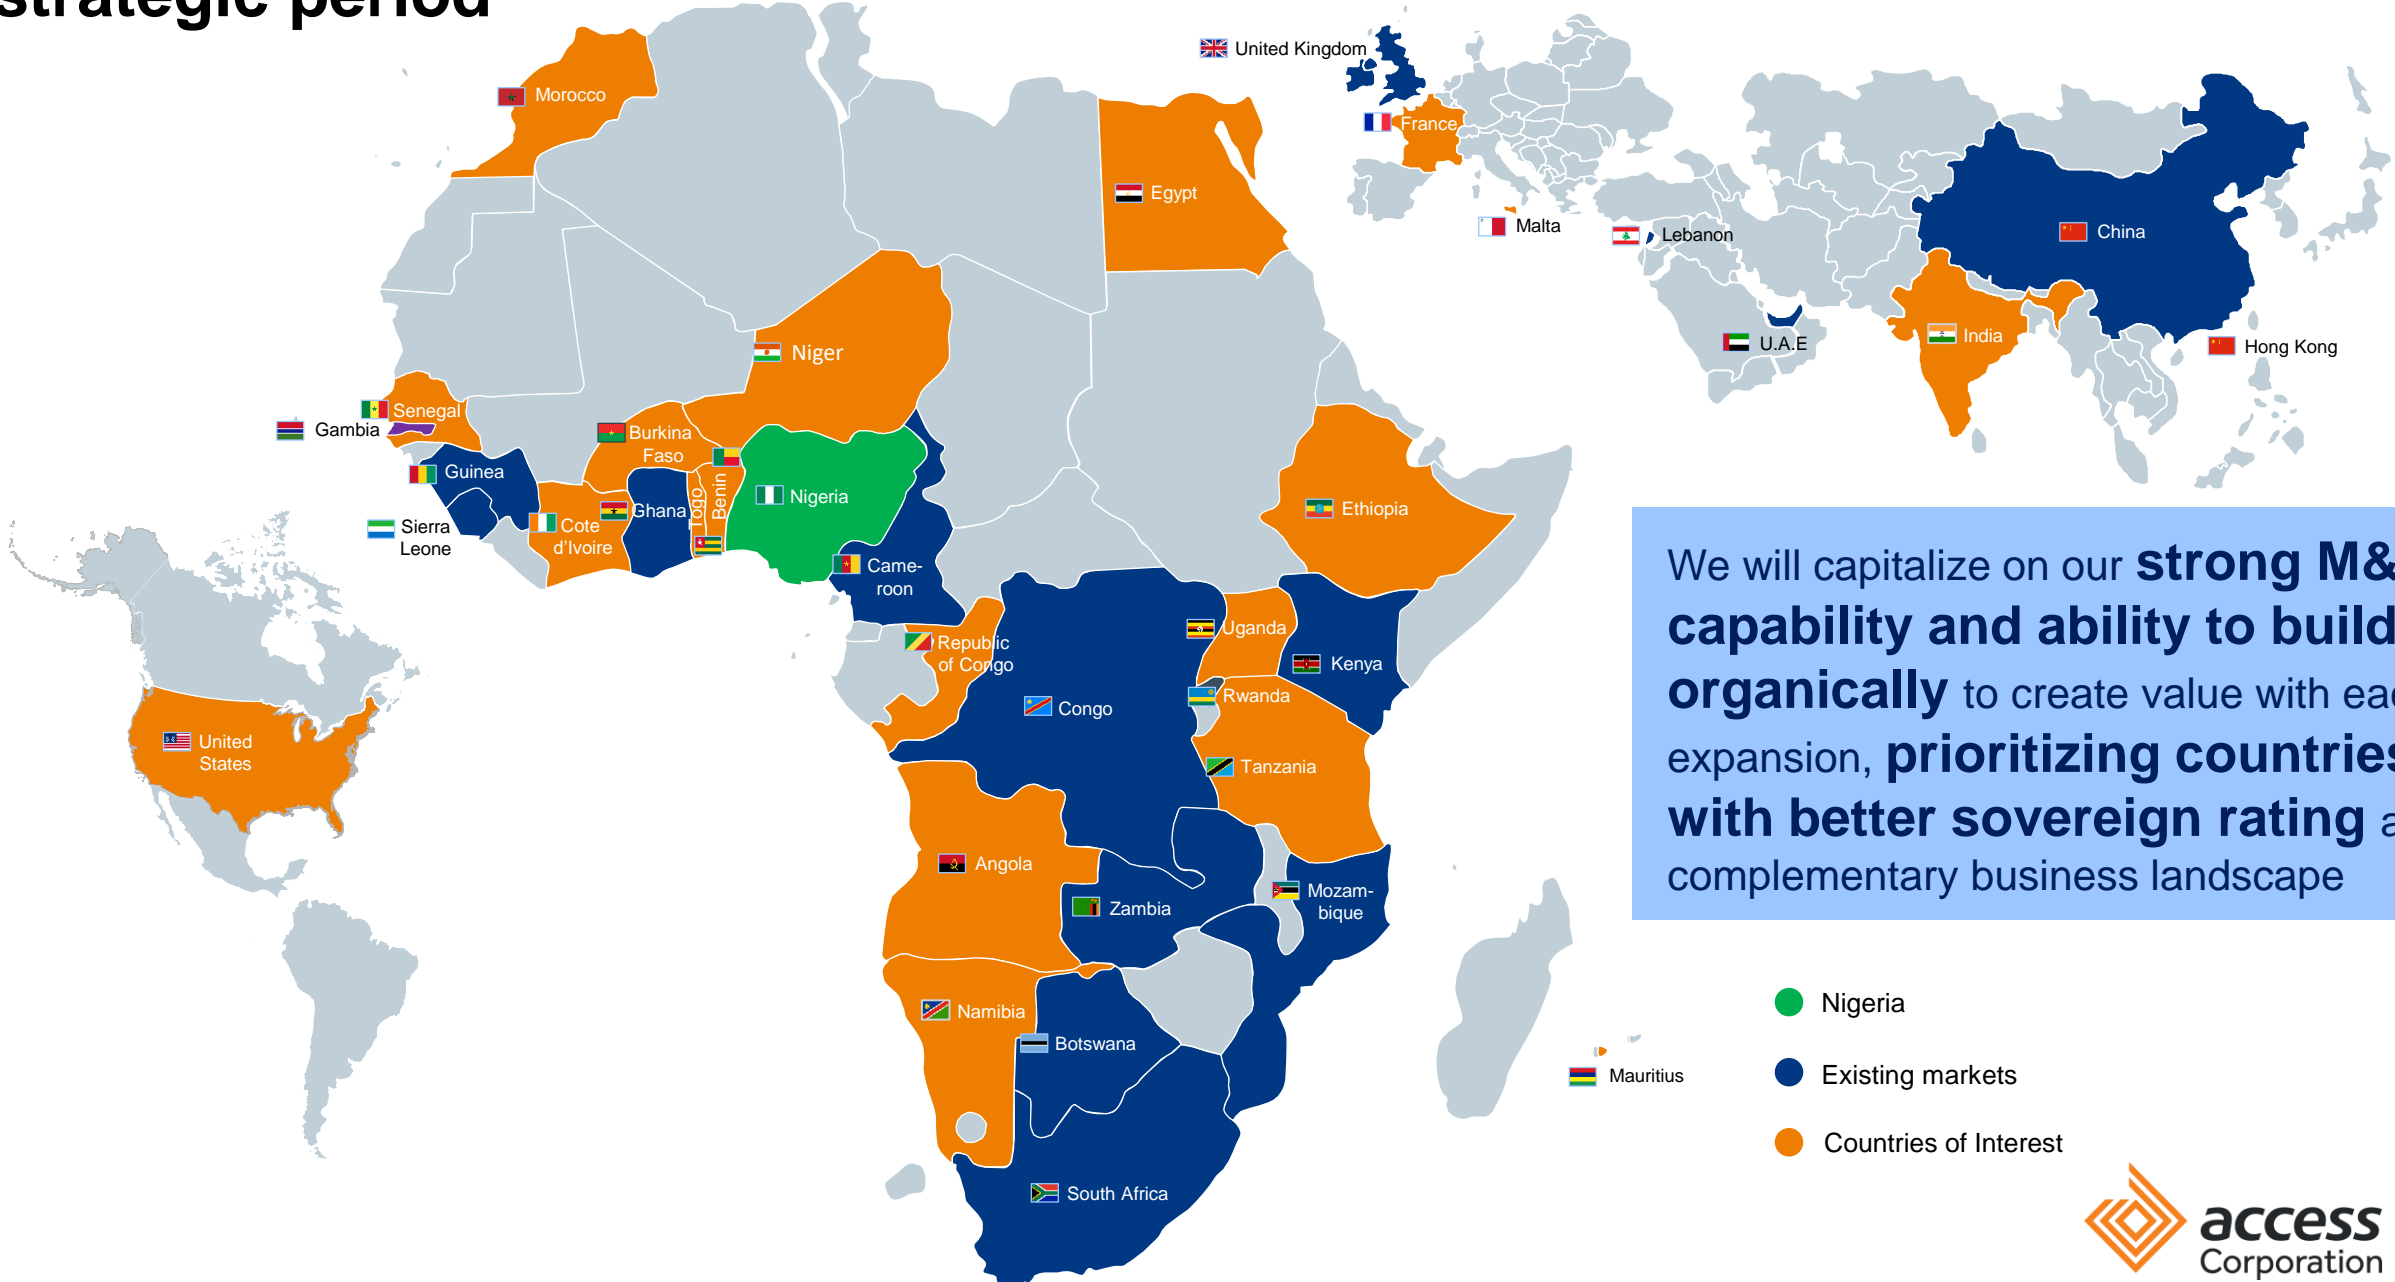 strategic period
Morocco
Egypt
Niger
Senegal
Gambia
Burkina
Faso
Guinea
Nigeria
Ghana
Togo
Benin
Cote
d'Ivoire
Sierra
Leone
Came-
roon
Ethiopia
Republic
of Congo
Uganda
Kenya
Rwanda
Congo
Tanzania
Angola
Zambia
Mozam-
bique
Namibia
Botswana
South Africa
Mauritius
United
States
United Kingdom
France
Malta
Lebanon
U.A.E
China
India
Hong Kong
We will capitalize on our strong M&
capability and ability to build
organically to create value with eac
expansion, prioritizing countries
with better sovereign rating a
complementary business landscape
Nigeria
Existing markets
Countries of Interest
access
Corporation